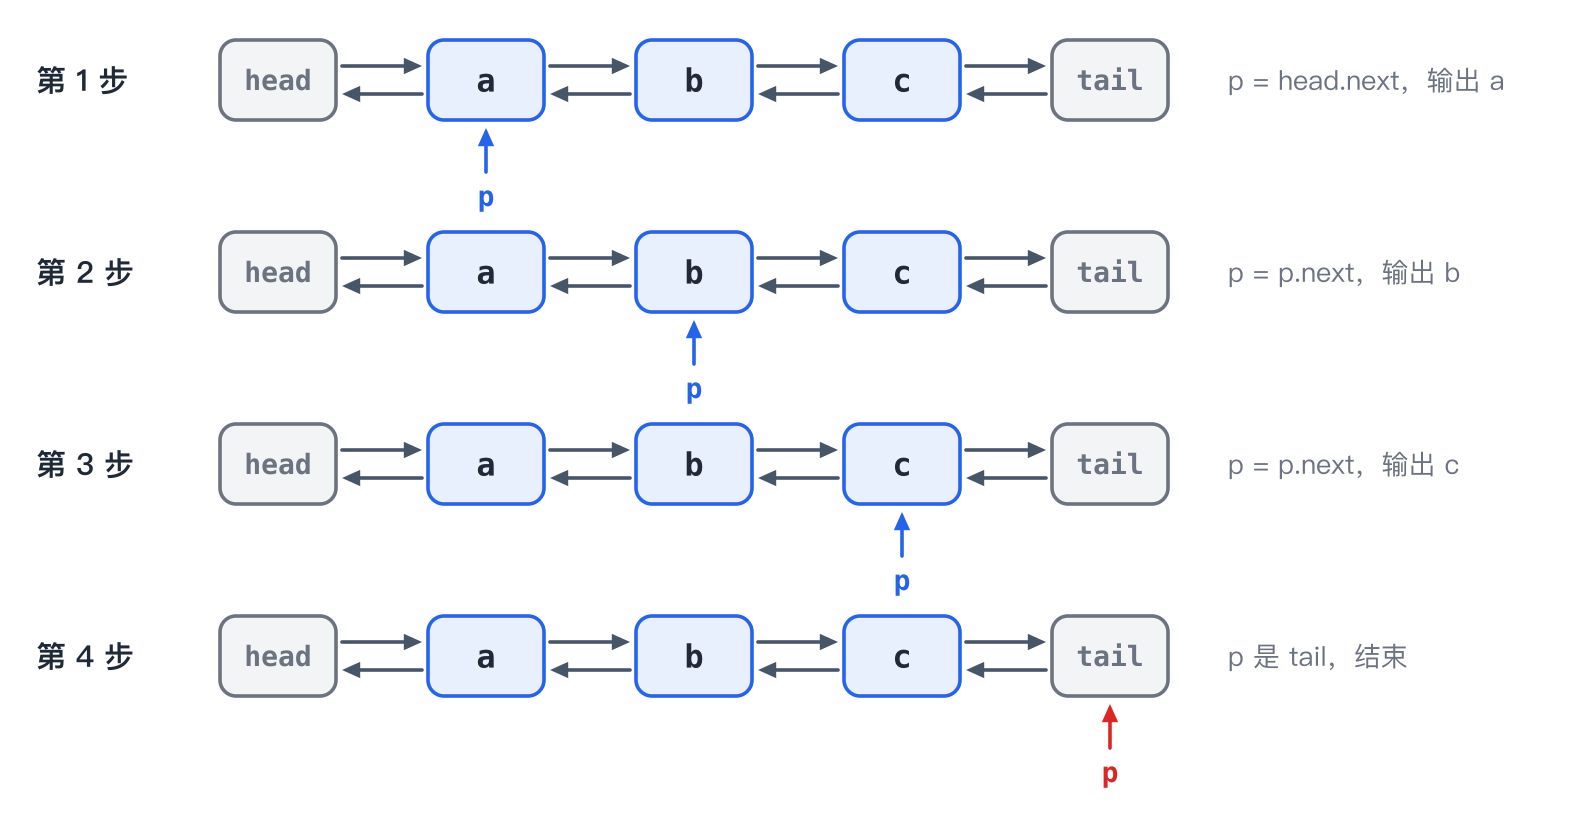 第 1 步 head a b c tail p = head.next，输出 a
p
第 2 步 head a b c tail p = p.next，输出 b
p
第 3 步 head a b c tail p = p.next，输出 c
p
第 4 步 head a b c tail p 是 tail，结束
p